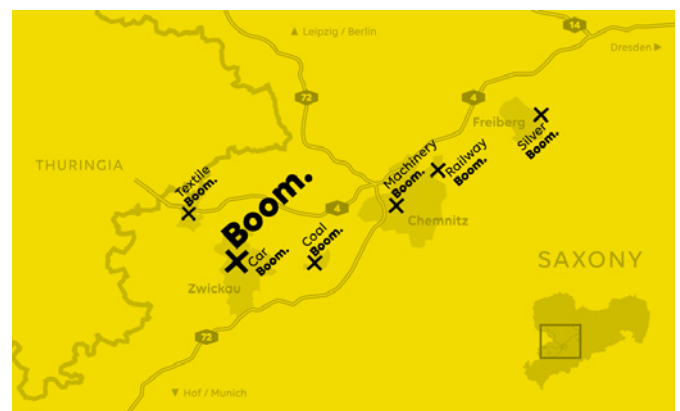 14
▲ Leipzig / Berlin
Dresden ▶
72
4
Freiberg
Silver
Boom.
THURINGIA
Textile
Boom.
Machinery
Boom.
Railway
Boom.
Boom.
4
Chemnitz
Coal
Boom.
Car
Boom.
Zwickau
SAXONY
72
▼ Hof / Munich